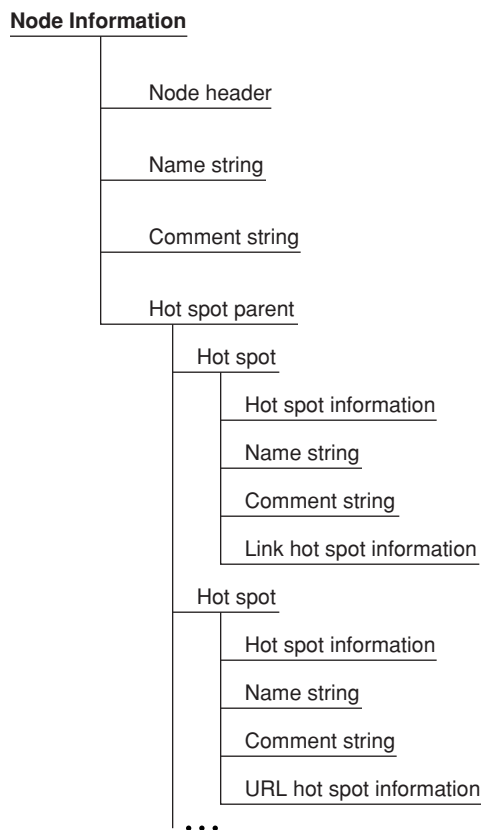 Node Information
Node header
Name string
Comment string
Hot spot parent
Hot spot
Hot spot information
Name string
Comment string
Link hot spot information
Hot spot
Hot spot information
Name string
Comment string
URL hot spot information
...